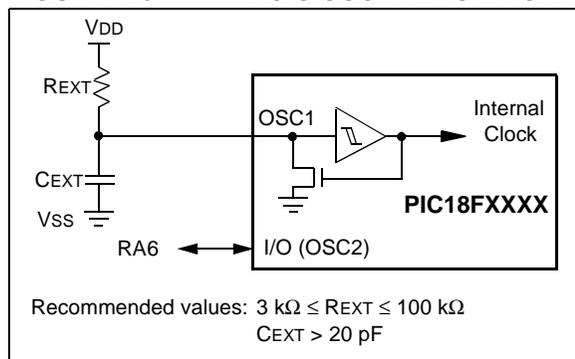 VDD
REXT
OSC1
Internal
Clock
CEXT
PIC18FXXXX
VSS
RA6
I/O (OSC2)
Recommended values: 3 kΩ ≤ REXT ≤ 100 kΩ
CEXT > 20 pF